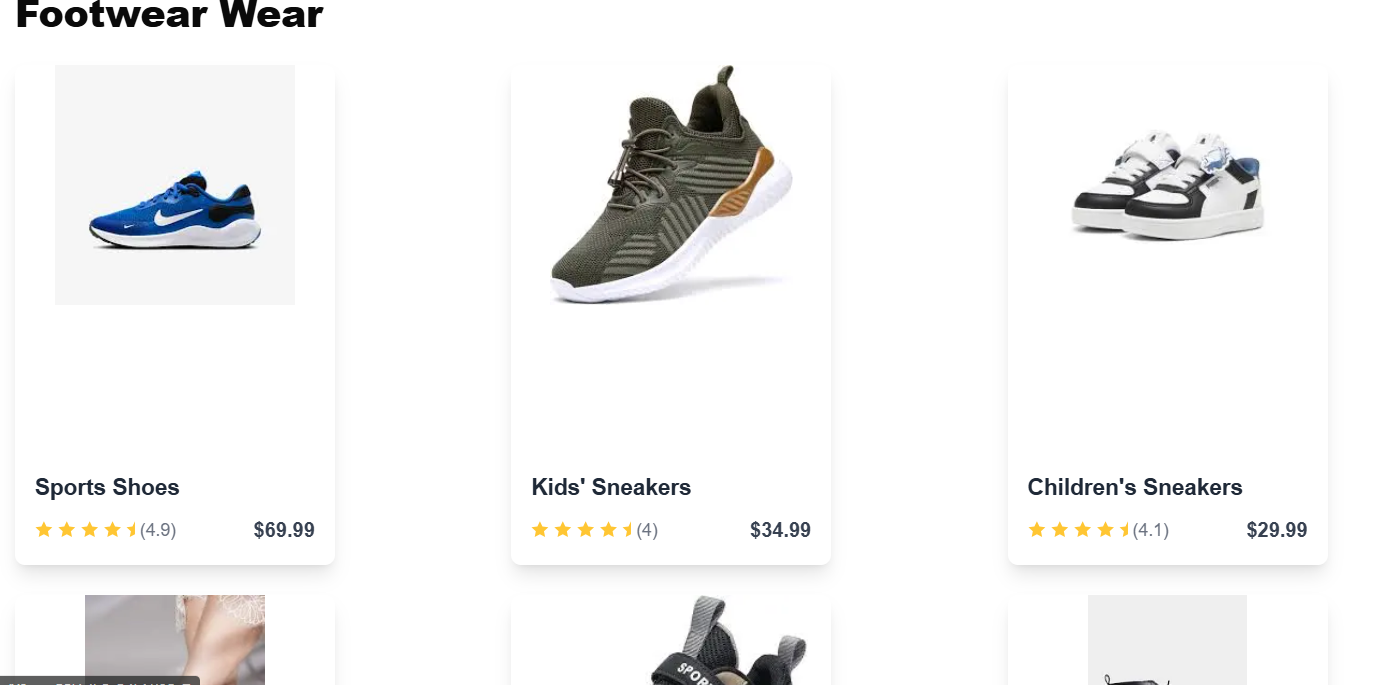 Footwear Wear
Sports Shoes
(4.9) $69.99
Kids' Sneakers
(4) $34.99
Children's Sneakers
(4.1) $29.99
SPORT